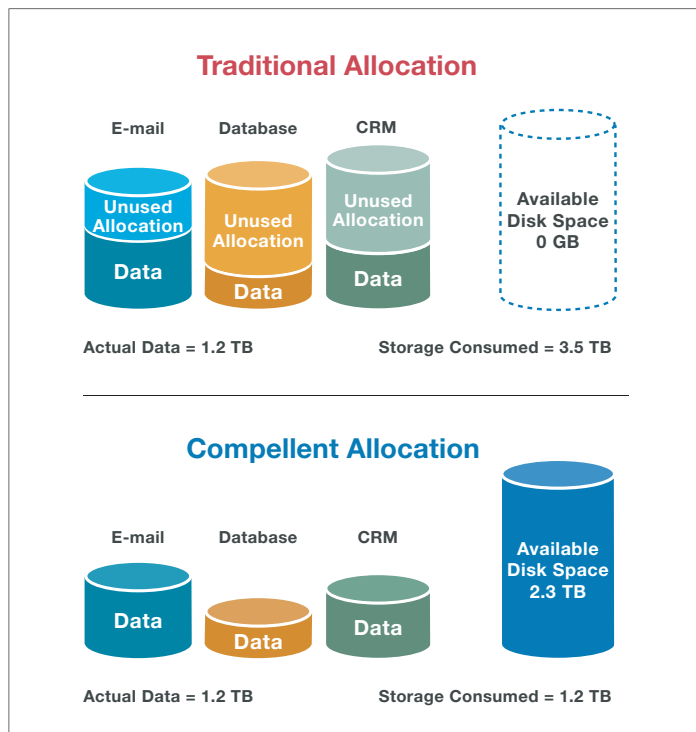 Traditional Allocation
E-mail
Database
CRM
Unused
Allocation
Data
Unused
Allocation
Data
Unused
Allocation
Data
Available
Disk Space
0 GB
Actual Data = 1.2 TB
Storage Consumed = 3.5 TB
Compellent Allocation
E-mail
Database
CRM
Data
Data
Data
Available
Disk Space
2.3 TB
Actual Data = 1.2 TB
Storage Consumed = 1.2 TB